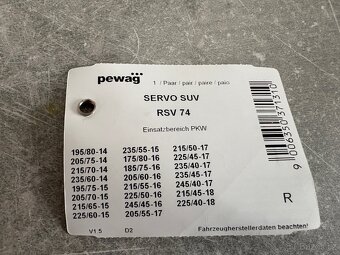 pewag
1 / Paar / pair / paire / paio
SERVO SUV
RSV 74
Einsatzbereich PKW
195/80-14 235/55-15 215/50-17
205/75-14 175/80-16 225/45-17
215/70-14 185/75-16 235/40-17
235/60-14 205/60-16 235/45-17
195/75-15 215/55-16 245/40-17
205/70-15 225/50-16 215/45-18
215/65-15 245/45-16 225/40-18
225/60-15 205/55-17
V1.5 D2
Fahrzeugherstellerdaten beachten!
R
9 006350 371310